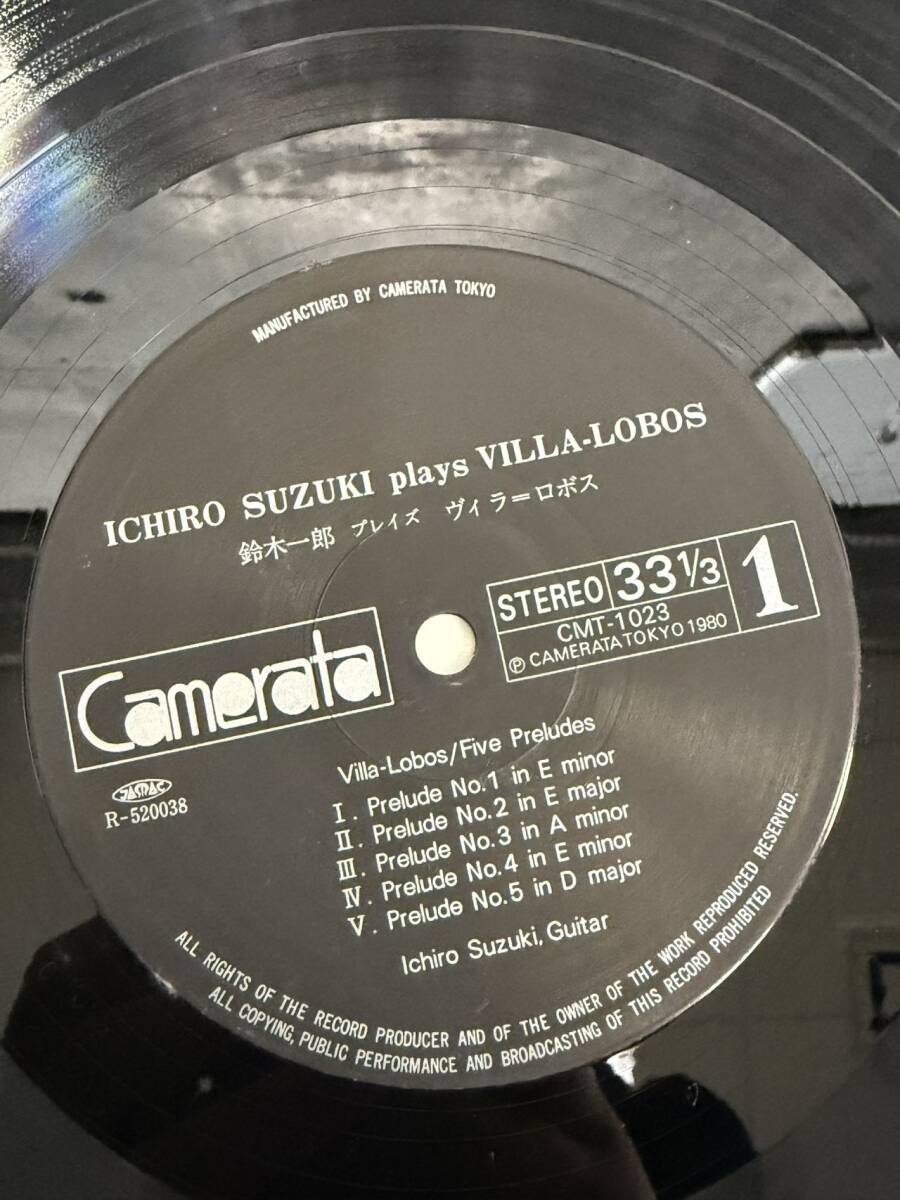 MANUFACTURED BY CAMERATA TOKYO
ICHIRO SUZUKI plays VILLA-LOBOS
鈴木一郎 プレイズ ヴィラ=ロボス
Camerata
STEREO 33 1/3 1
CMT-1023
Ⓟ CAMERATA TOKYO 1980
JASRAC
R-520038
Villa-Lobos/Five Preludes
Ⅰ. Prelude No.1 in E minor
Ⅱ. Prelude No.2 in E major
Ⅲ. Prelude No.3 in A minor
Ⅳ. Prelude No.4 in E minor
Ⅴ. Prelude No.5 in D major
Ichiro Suzuki, Guitar
ALL RIGHTS OF THE RECORD PRODUCER AND OF THE OWNER OF THE WORK REPRODUCED RESERVED.
ALL COPYING, PUBLIC PERFORMANCE AND BROADCASTING OF THIS RECORD PROHIBITED